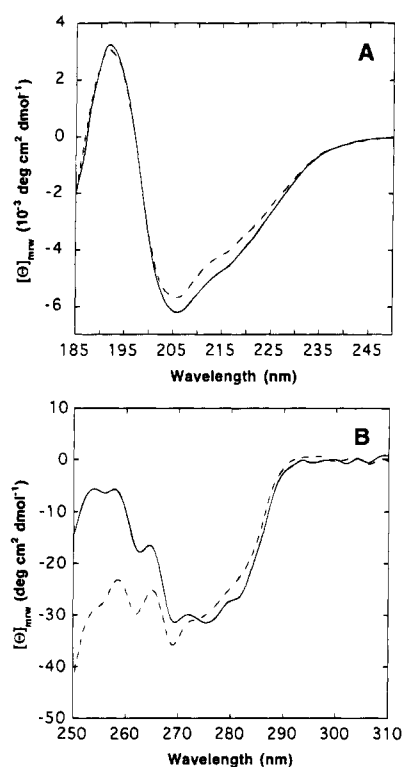 A
4
2
0
-2
-4
-6
[Θ]mrw (10⁻³ deg cm² dmol⁻¹)
185 195 205 215 225 235 245
Wavelength (nm)
B
10
0
-10
-20
-30
-40
-50
[Θ]mrw (deg cm² dmol⁻¹)
250 260 270 280 290 300 310
Wavelength (nm)